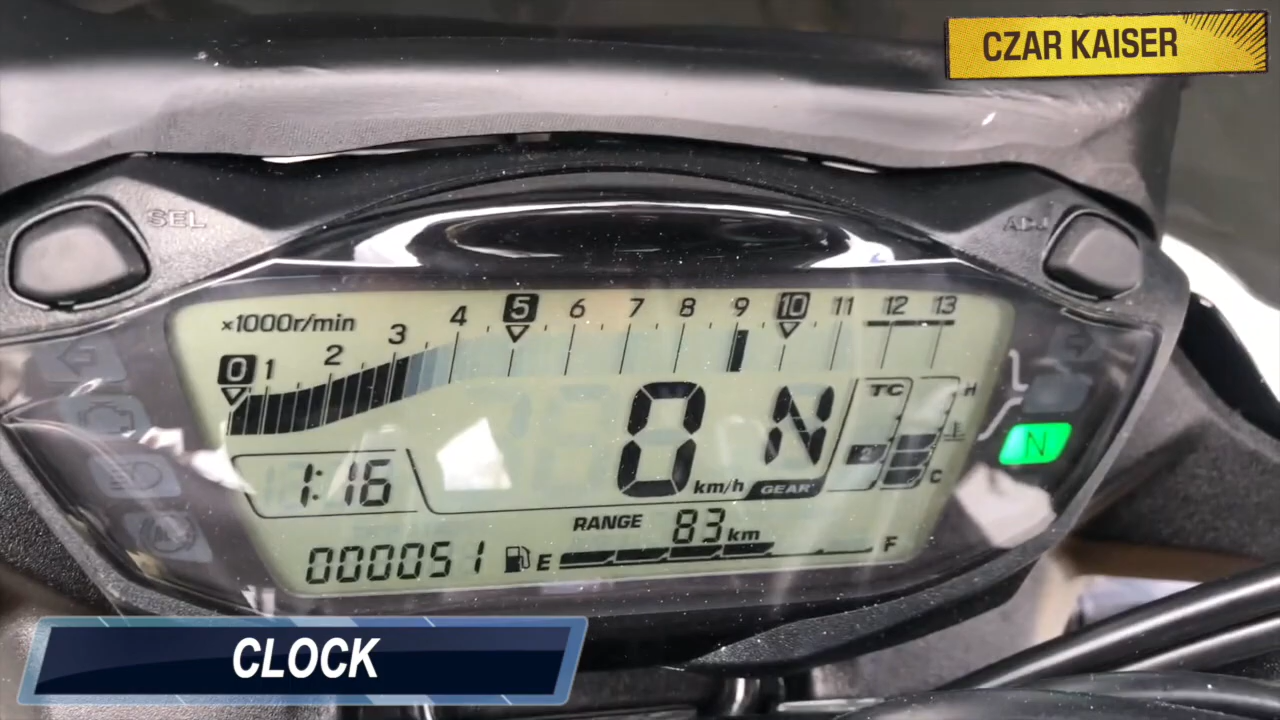 CZAR KAISER
SEL
ADJ
×1000r/min
0 1 2 3 4 5 6 7 8 9 10 11 12 13
0 N
TC
2
H
C
N
1:16
km/h
GEAR
RANGE 83 km
000051
E
F
CLOCK